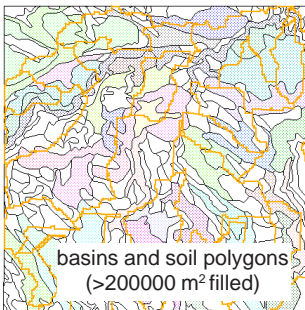 basins and soil polygons
(>200000 m² filled)